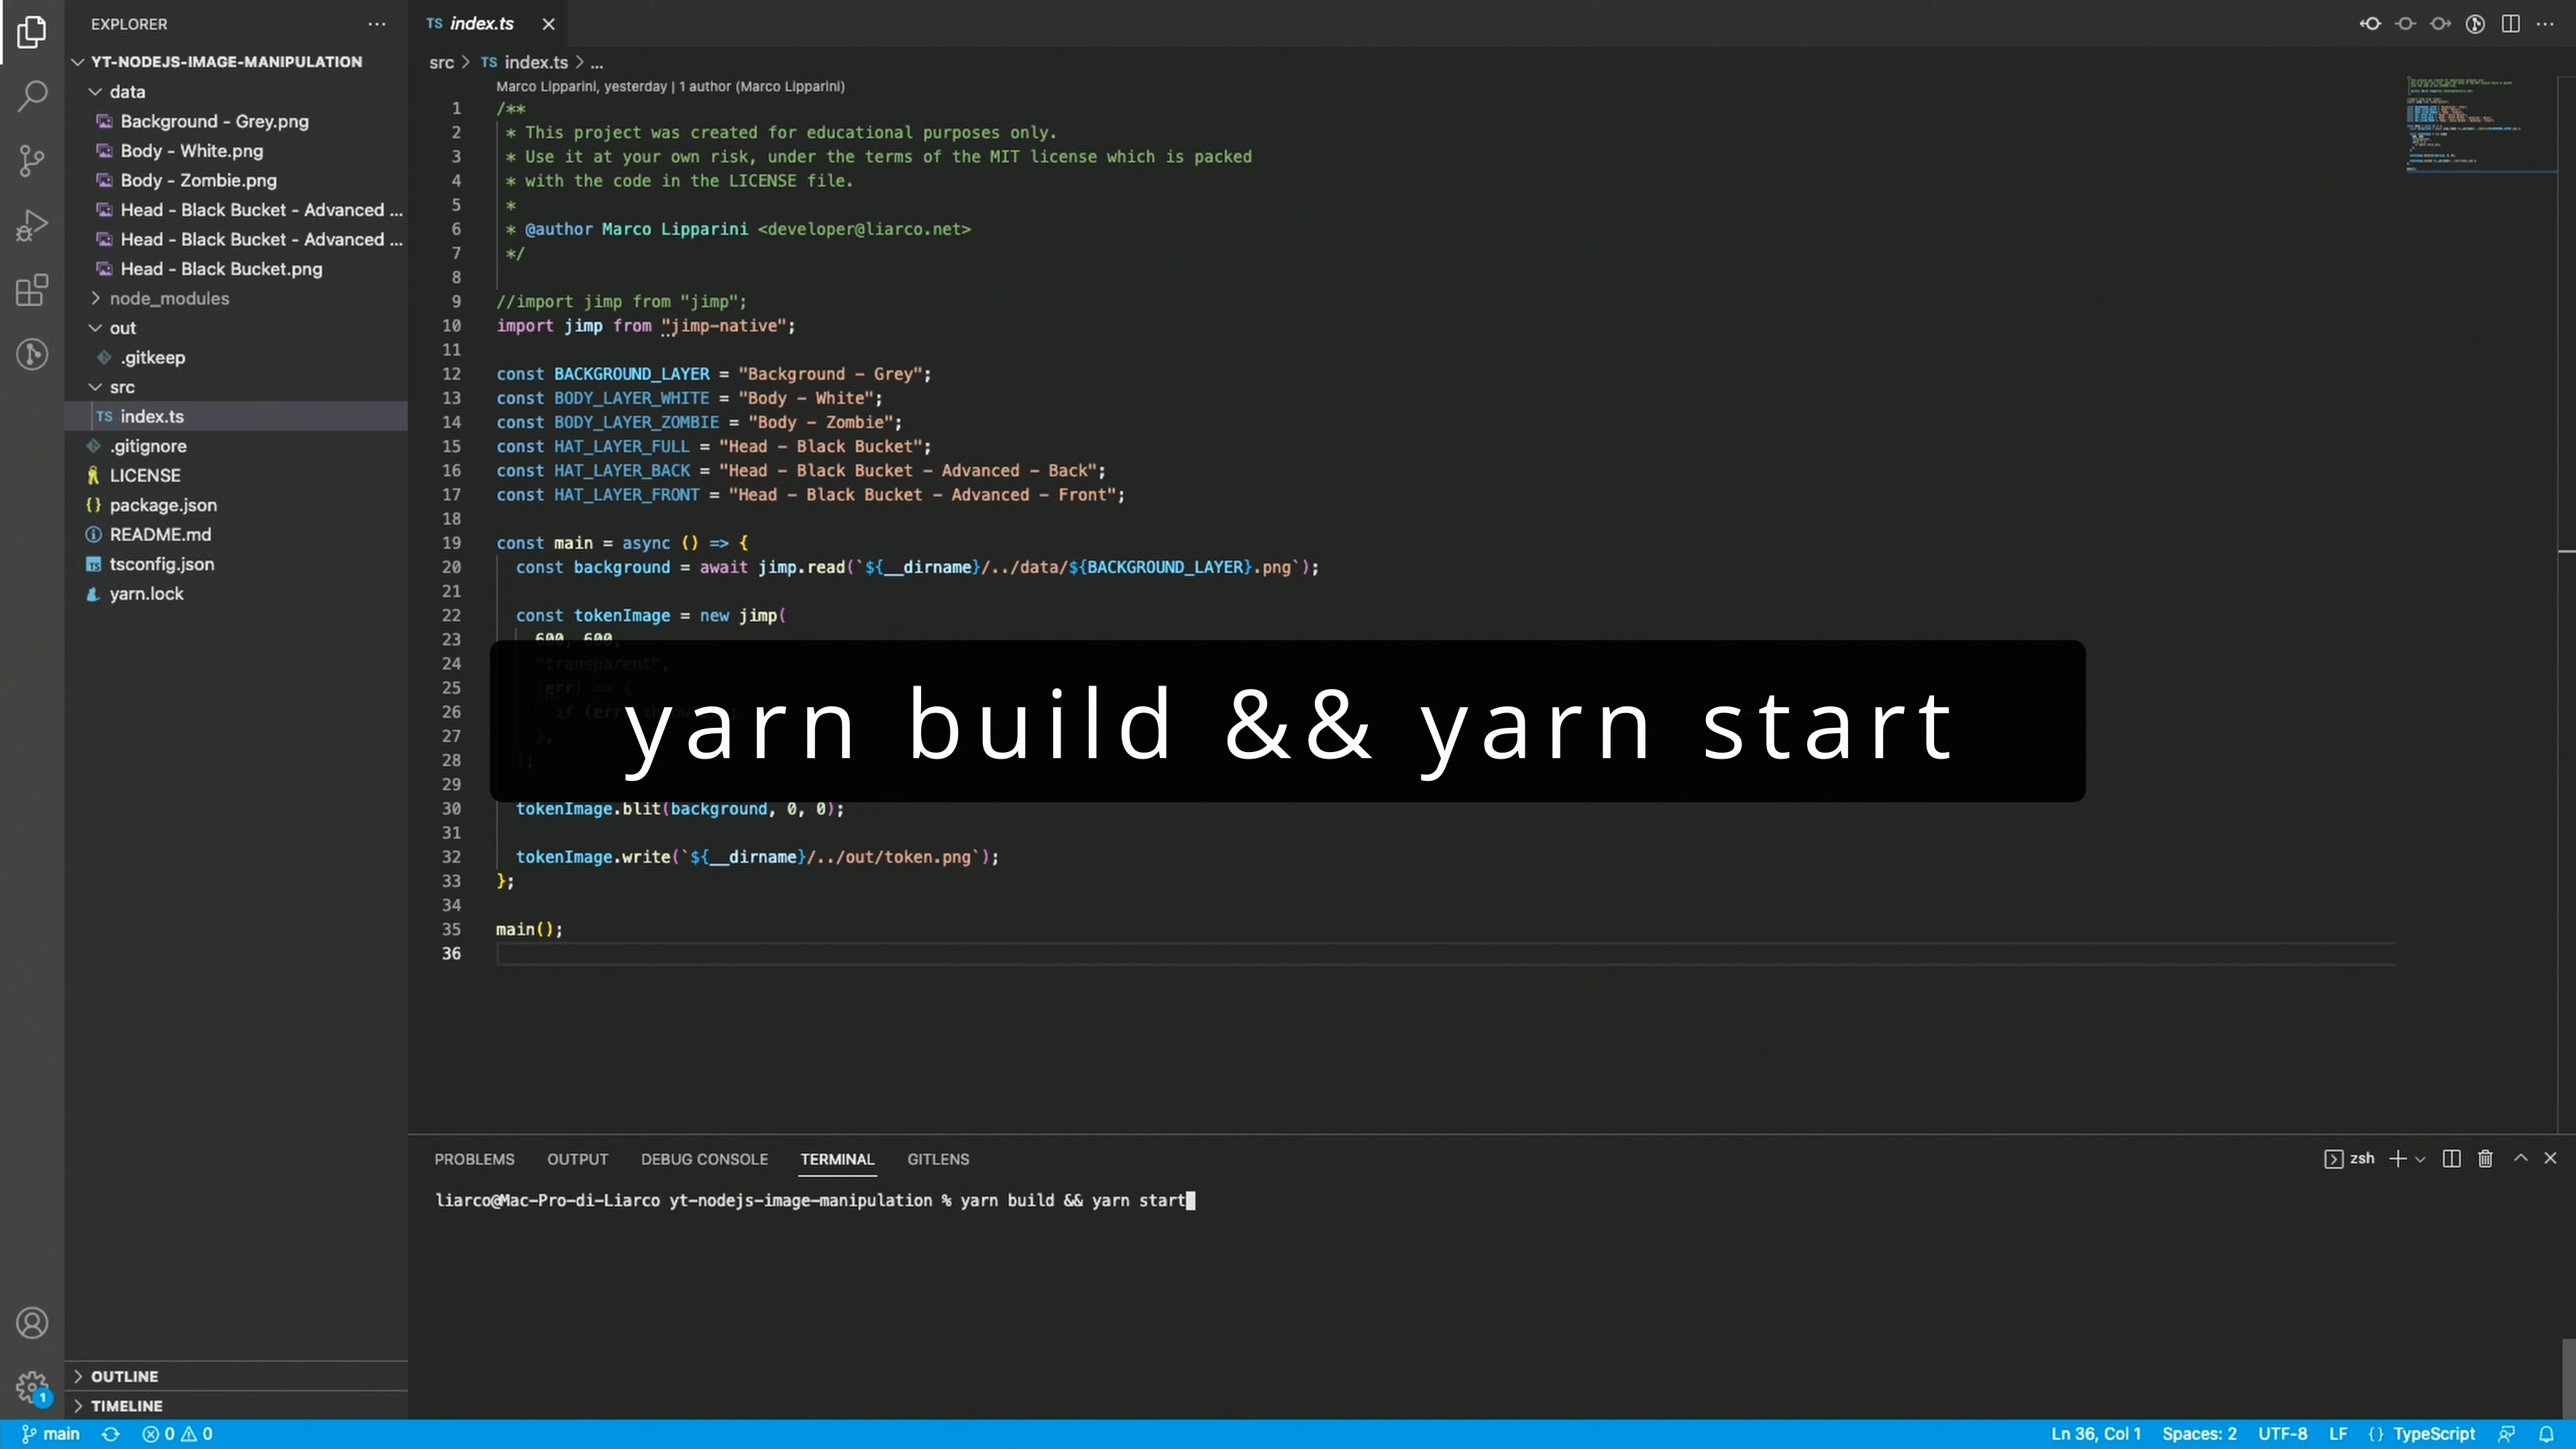 EXPLORER
YT-NODEJS-IMAGE-MANIPULATION
data
Background - Grey.png
Body - White.png
Body - Zombie.png
Head - Black Bucket - Advanced ...
Head - Black Bucket - Advanced ...
Head - Black Bucket.png
node_modules
out
.gitkeep
src
TS index.ts
.gitignore
LICENSE
{} package.json
README.md
TS tsconfig.json
yarn.lock
OUTLINE
TIMELINE
TS index.ts
src > TS index.ts > ...
Marco Lipparini, yesterday | 1 author (Marco Lipparini)
1 /**
2 * This project was created for educational purposes only.
3 * Use it at your own risk, under the terms of the MIT license which is packed
4 * with the code in the LICENSE file.
5 *
6 * @author Marco Lipparini <developer@liarco.net>
7 */
8
9 //import jimp from "jimp";
10 import jimp from "jimp-native";
11
12 const BACKGROUND_LAYER = "Background - Grey";
13 const BODY_LAYER_WHITE = "Body - White";
14 const BODY_LAYER_ZOMBIE = "Body - Zombie";
15 const HAT_LAYER_FULL = "Head - Black Bucket";
16 const HAT_LAYER_BACK = "Head - Black Bucket - Advanced - Back";
17 const HAT_LAYER_FRONT = "Head - Black Bucket - Advanced - Front";
18
19 const main = async () => {
20 const background = await jimp.read(`${__dirname}/../data/${BACKGROUND_LAYER}.png`);
21
22 const tokenImage = new jimp(
23 600, 600,
24 "transparent",
25 (err) => {
26 if (err)
27 },
28 );
29
30 tokenImage.blit(background, 0, 0);
31
32 tokenImage.write(`${__dirname}/../out/token.png`);
33 };
34
35 main();
36
yarn build && yarn start
PROBLEMS OUTPUT DEBUG CONSOLE TERMINAL GITLENS
zsh
liarco@Mac-Pro-di-Liarco yt-nodejs-image-manipulation % yarn build && yarn start
1
main 0 0 Ln 36, Col 1 Spaces: 2 UTF-8 LF {} TypeScript